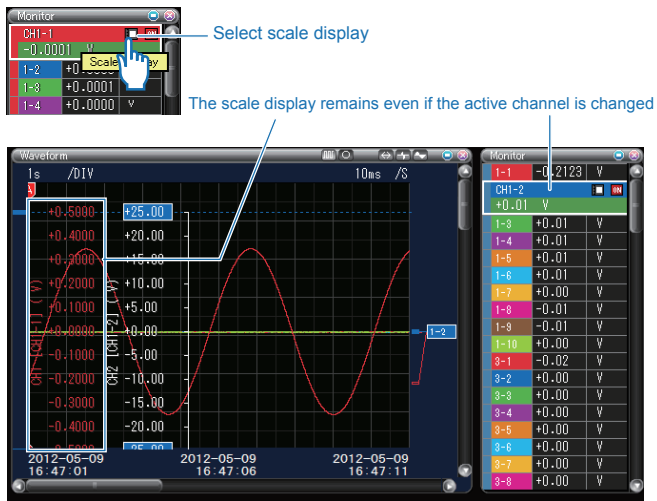 Monitor
CH1-1
-0.0001 V
Select scale display
1-2
1-3 +0.0001
1-4 +0.0000 V
The scale display remains even if the active channel is changed
Waveform
1s /DIV
10ms /S
+0.5000
+0.4000
+0.3000
+0.2000
+0.1000
+0.0000
-0.1000
-0.2000
-0.3000
-0.4000
-0.5000
CH1 [CH1-1] ( V)
+25.00
+20.00
+15.00
+10.00
+5.00
+0.00
-5.00
-10.00
-15.00
-20.00
-25.00
CH2 [CH1-2] ( V)
1-2
2012-05-09
16:47:01
2012-05-09
16:47:06
2012-05-09
16:47:11
Monitor
1-1 -0.2123 V
CH1-2 ON
+0.01 V
1-3 +0.01 V
1-4 +0.01 V
1-5 +0.01 V
1-6 +0.01 V
1-7 +0.00 V
1-8 -0.01 V
1-9 -0.01 V
1-10 +0.00 V
3-1 -0.02 V
3-2 +0.00 V
3-3 +0.00 V
3-4 +0.00 V
3-5 +0.00 V
3-6 +0.00 V
3-7 +0.00 V
3-8 +0.00 V